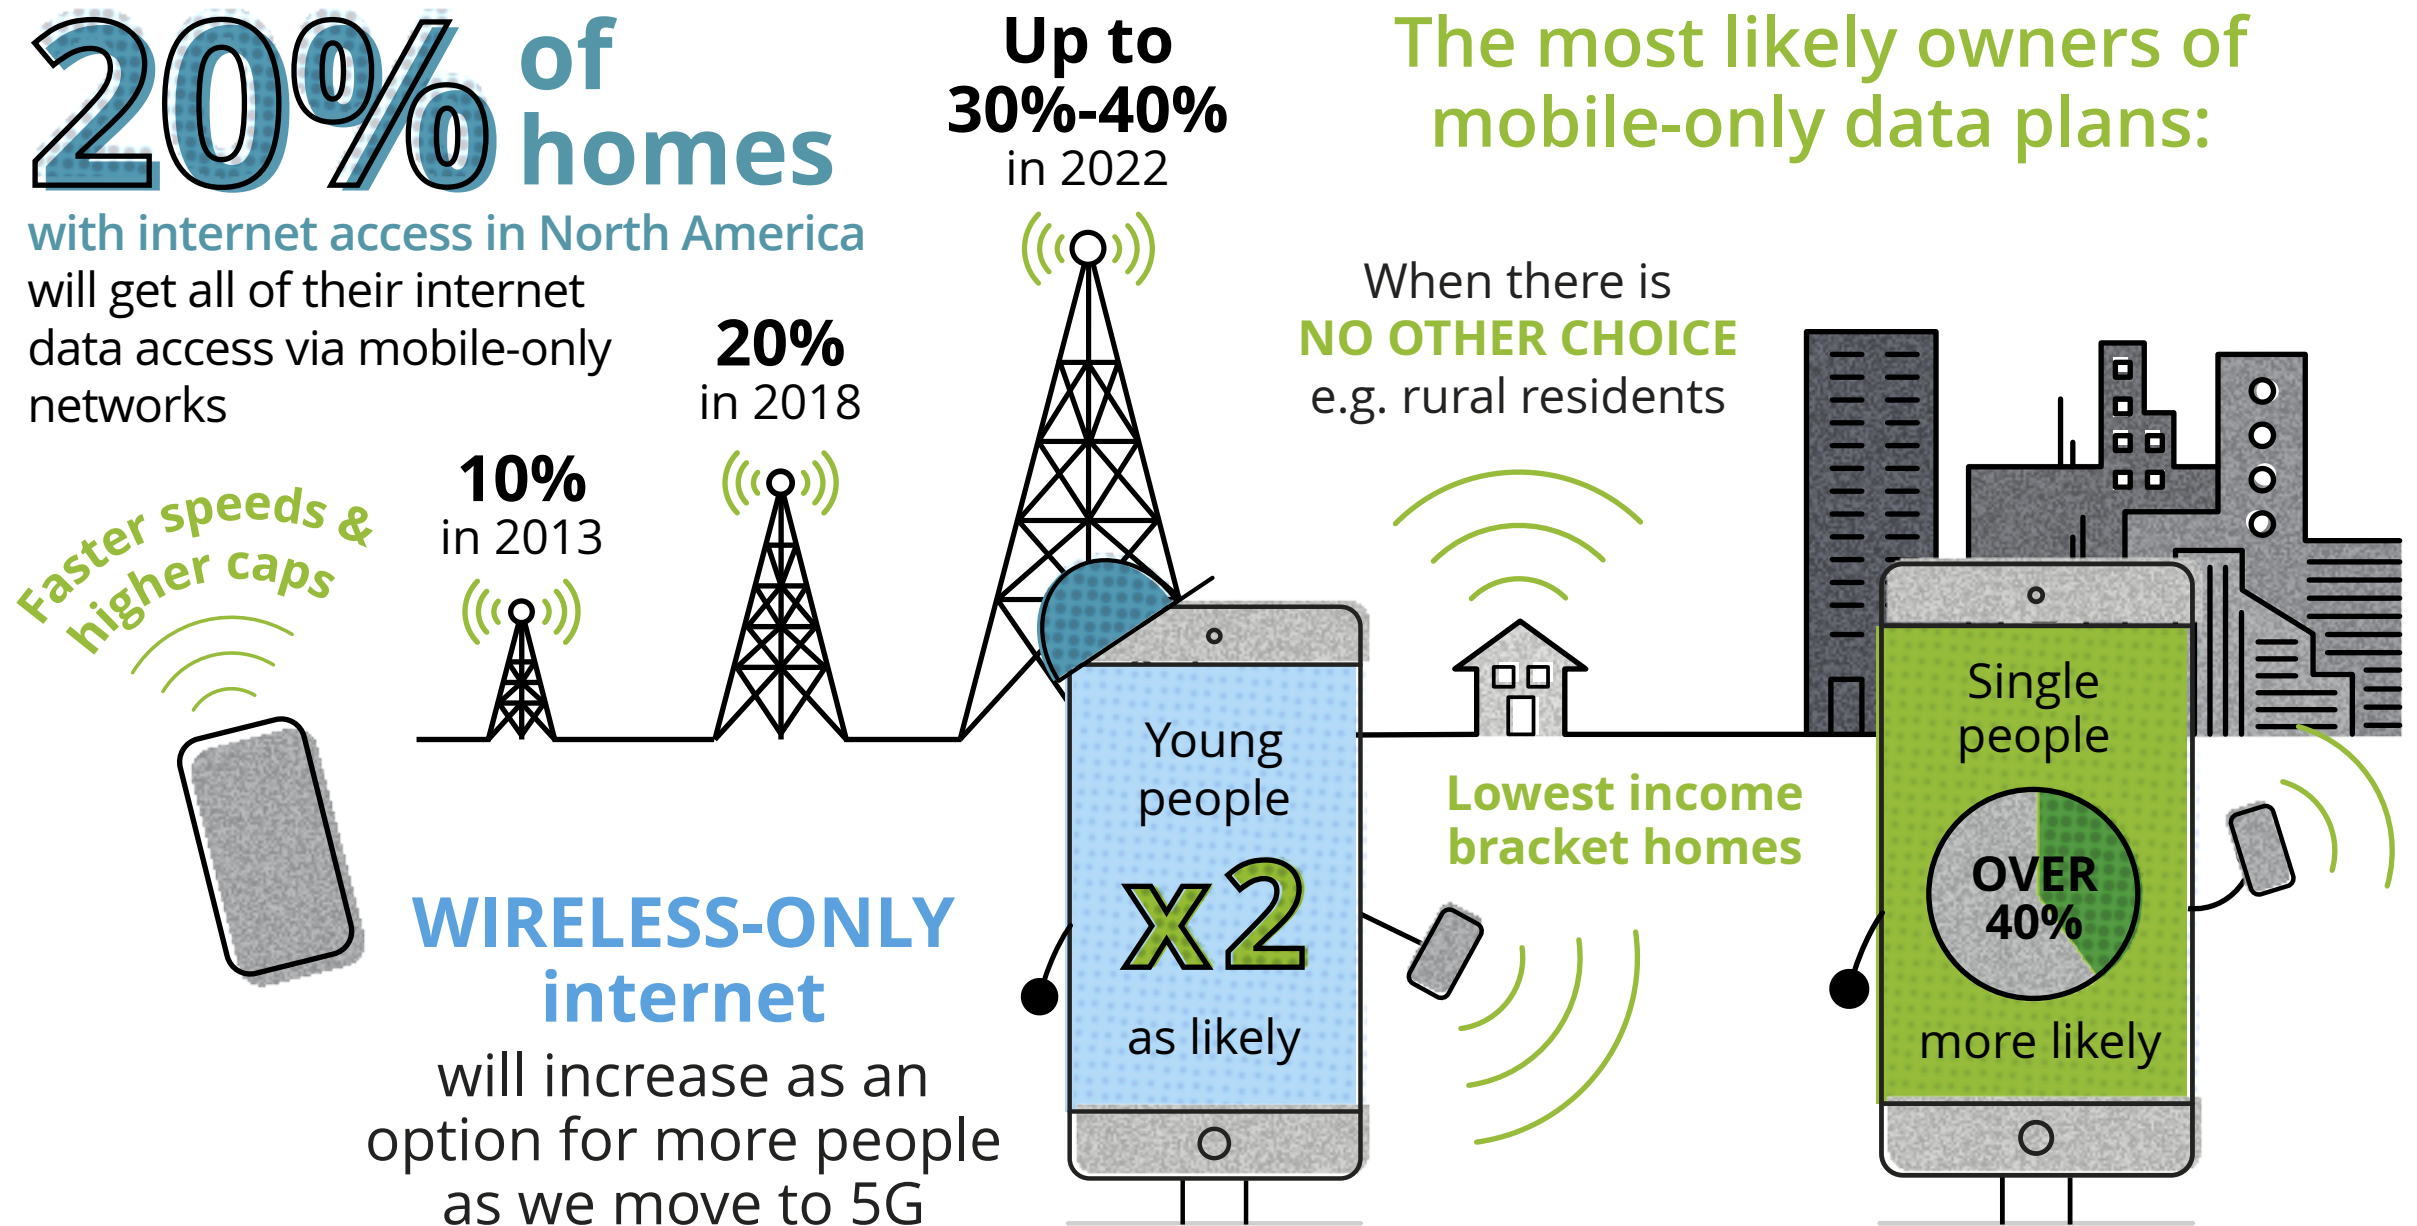 20% of
homes
with internet access in North America
will get all of their internet
data access via mobile-only
networks
Faster speeds &
higher caps
10%
in 2013
20%
in 2018
Up to
30%-40%
in 2022
WIRELESS-ONLY
internet
will increase as an
option for more people
as we move to 5G
The most likely owners of
mobile-only data plans:
When there is
NO OTHER CHOICE
e.g. rural residents
Young
people
x2
as likely
Lowest income
bracket homes
Single
people
OVER
40%
more likely